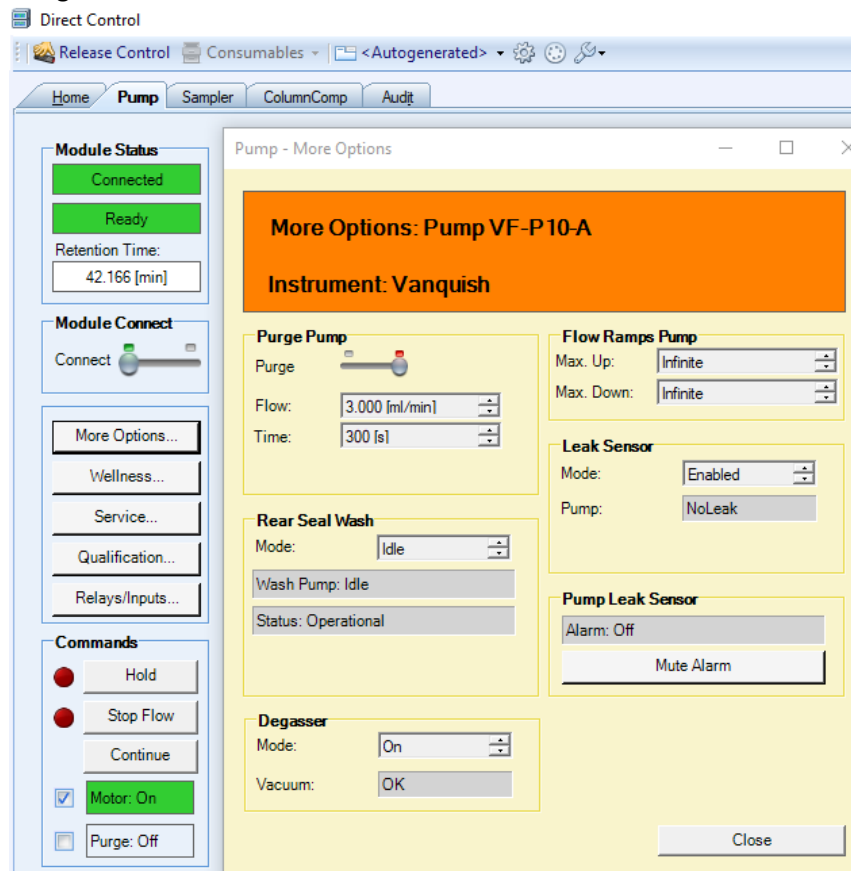 Direct Control
Release Control Consumables <Autogenerated>
Home Pump Sampler ColumnComp Audit
Module Status
Connected
Ready
Retention Time:
42.166 [min]
Module Connect
Connect
More Options...
Wellness...
Service...
Qualification...
Relays/Inputs...
Commands
Hold
Stop Flow
Continue
Motor: On
Purge: Off
Pump - More Options
More Options: Pump VF-P10-A
Instrument: Vanquish
Purge Pump
Purge
Flow: 3.000 [ml/min]
Time: 300 [s]
Rear Seal Wash
Mode: Idle
Wash Pump: Idle
Status: Operational
Degasser
Mode: On
Vacuum: OK
Flow Ramps Pump
Max. Up: Infinite
Max. Down: Infinite
Leak Sensor
Mode: Enabled
Pump: NoLeak
Pump Leak Sensor
Alarm: Off
Mute Alarm
Close